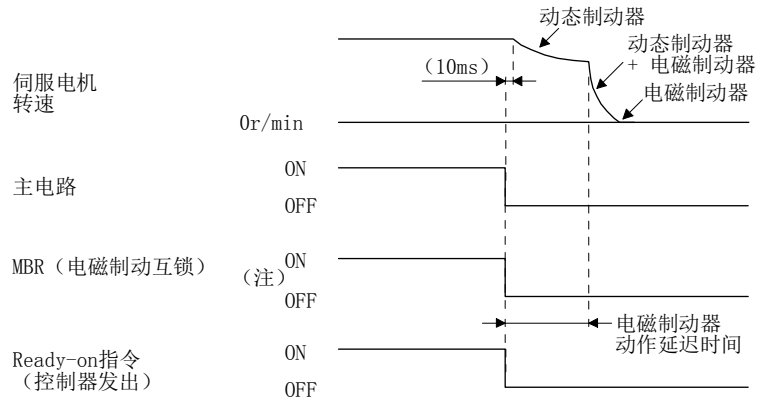 动态制动器
动态制动器
+ 电磁制动器
电磁制动器
(10ms)
伺服电机
转速
0r/min
主电路
ON
OFF
MBR（电磁制动互锁）
（注）
ON
OFF
电磁制动器
动作延迟时间
Ready-on指令
（控制器发出）
ON
OFF